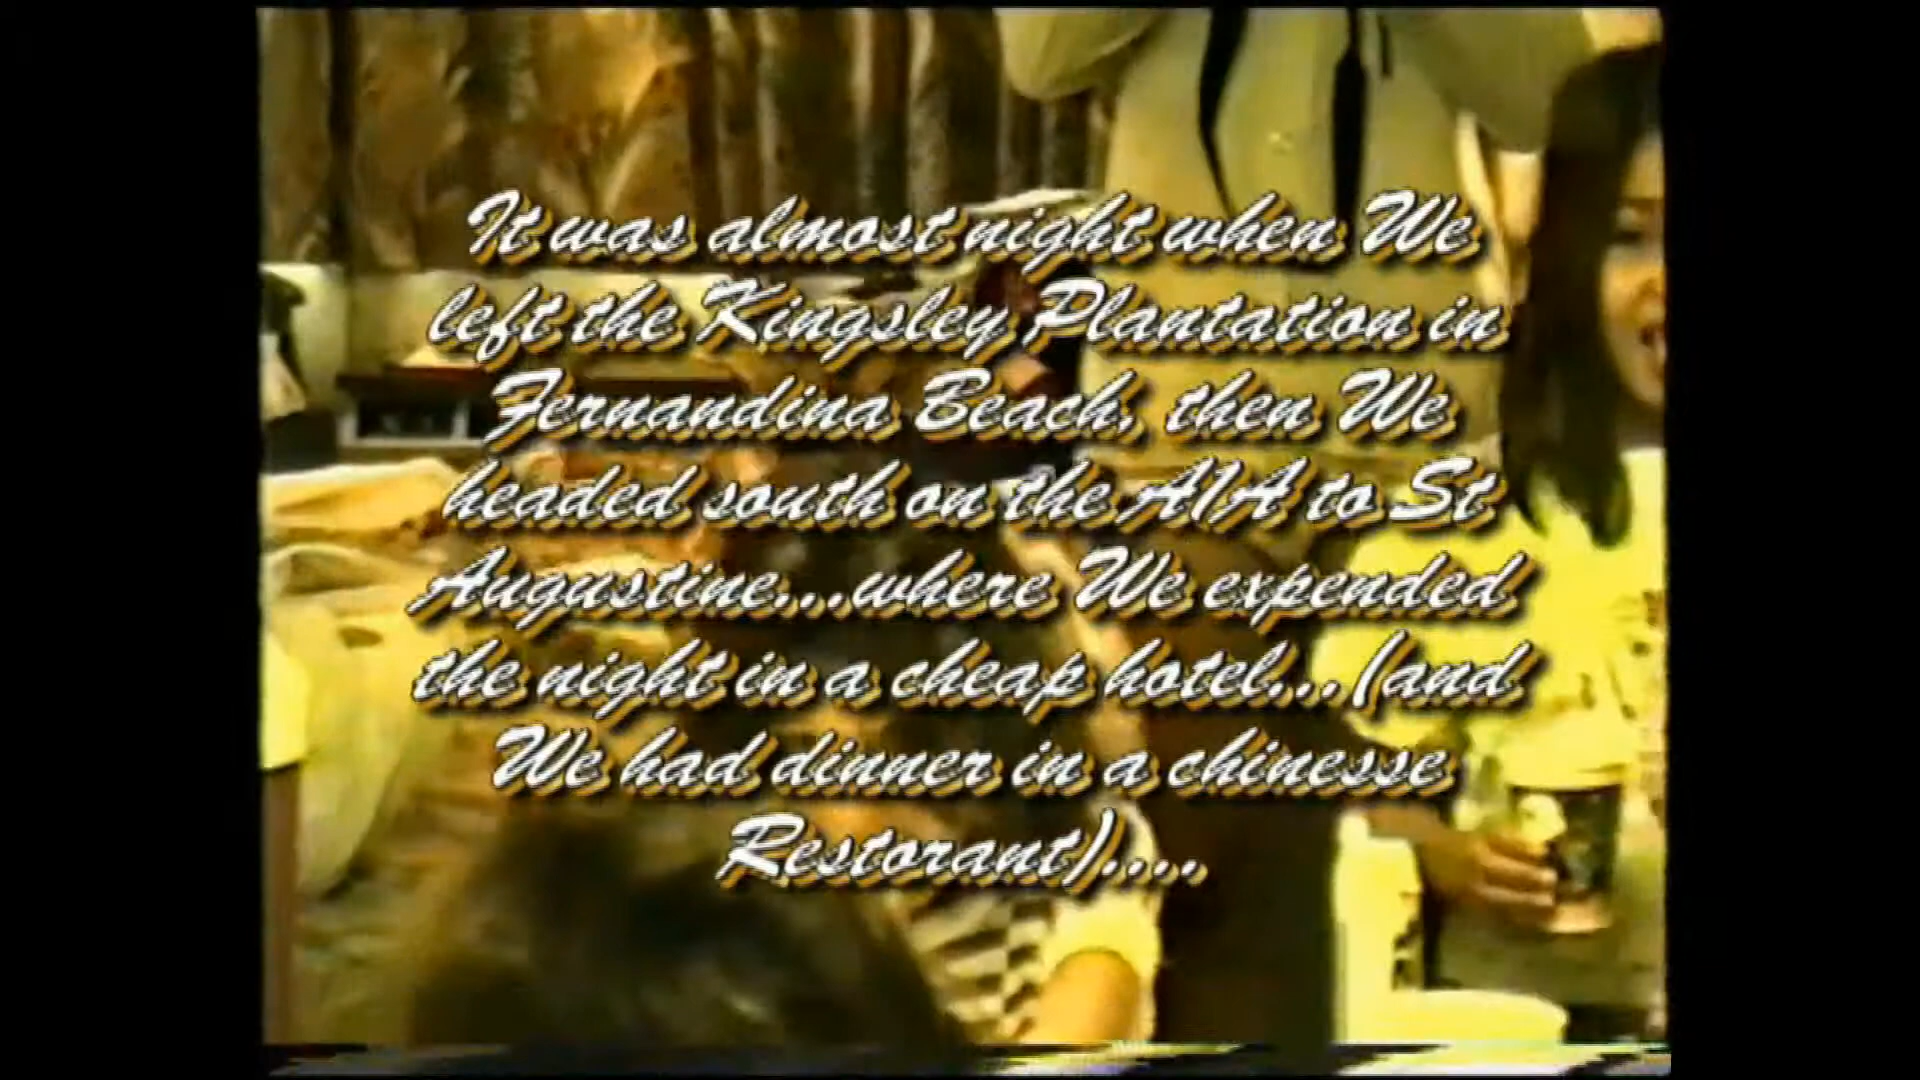 It was almost night when We
left the Kingsley Plantation in
Fernandina Beach, then We
headed south on the A1A to St
Augustine...where We expended
the night in a cheap hotel...(and
We had dinner in a chinesse
Restorant)....